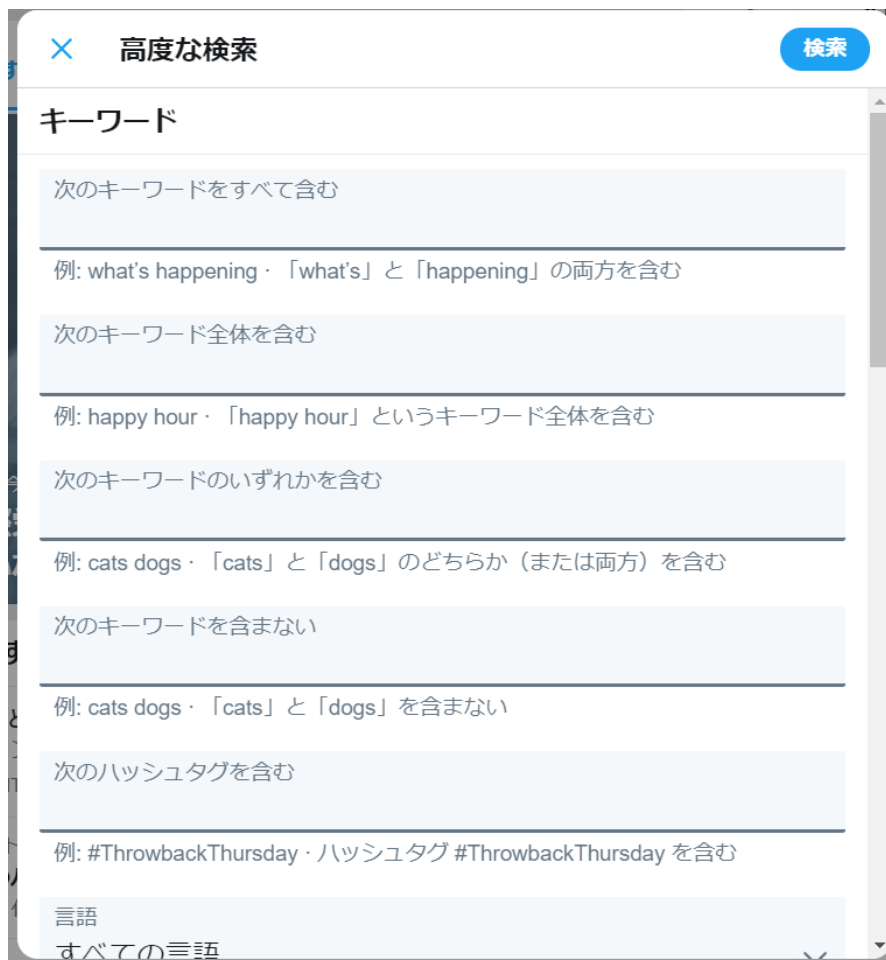 高度な検索
検索
キーワード
次のキーワードをすべて含む
例: what's happening · 「what's」と「happening」の両方を含む
次のキーワード全体を含む
例: happy hour · 「happy hour」というキーワード全体を含む
次のキーワードのいずれかを含む
例: cats dogs · 「cats」と「dogs」のどちらか（または両方）を含む
次のキーワードを含まない
例: cats dogs · 「cats」と「dogs」を含まない
次のハッシュタグを含む
例: #ThrowbackThursday · ハッシュタグ #ThrowbackThursday を含む
言語
すべての言語